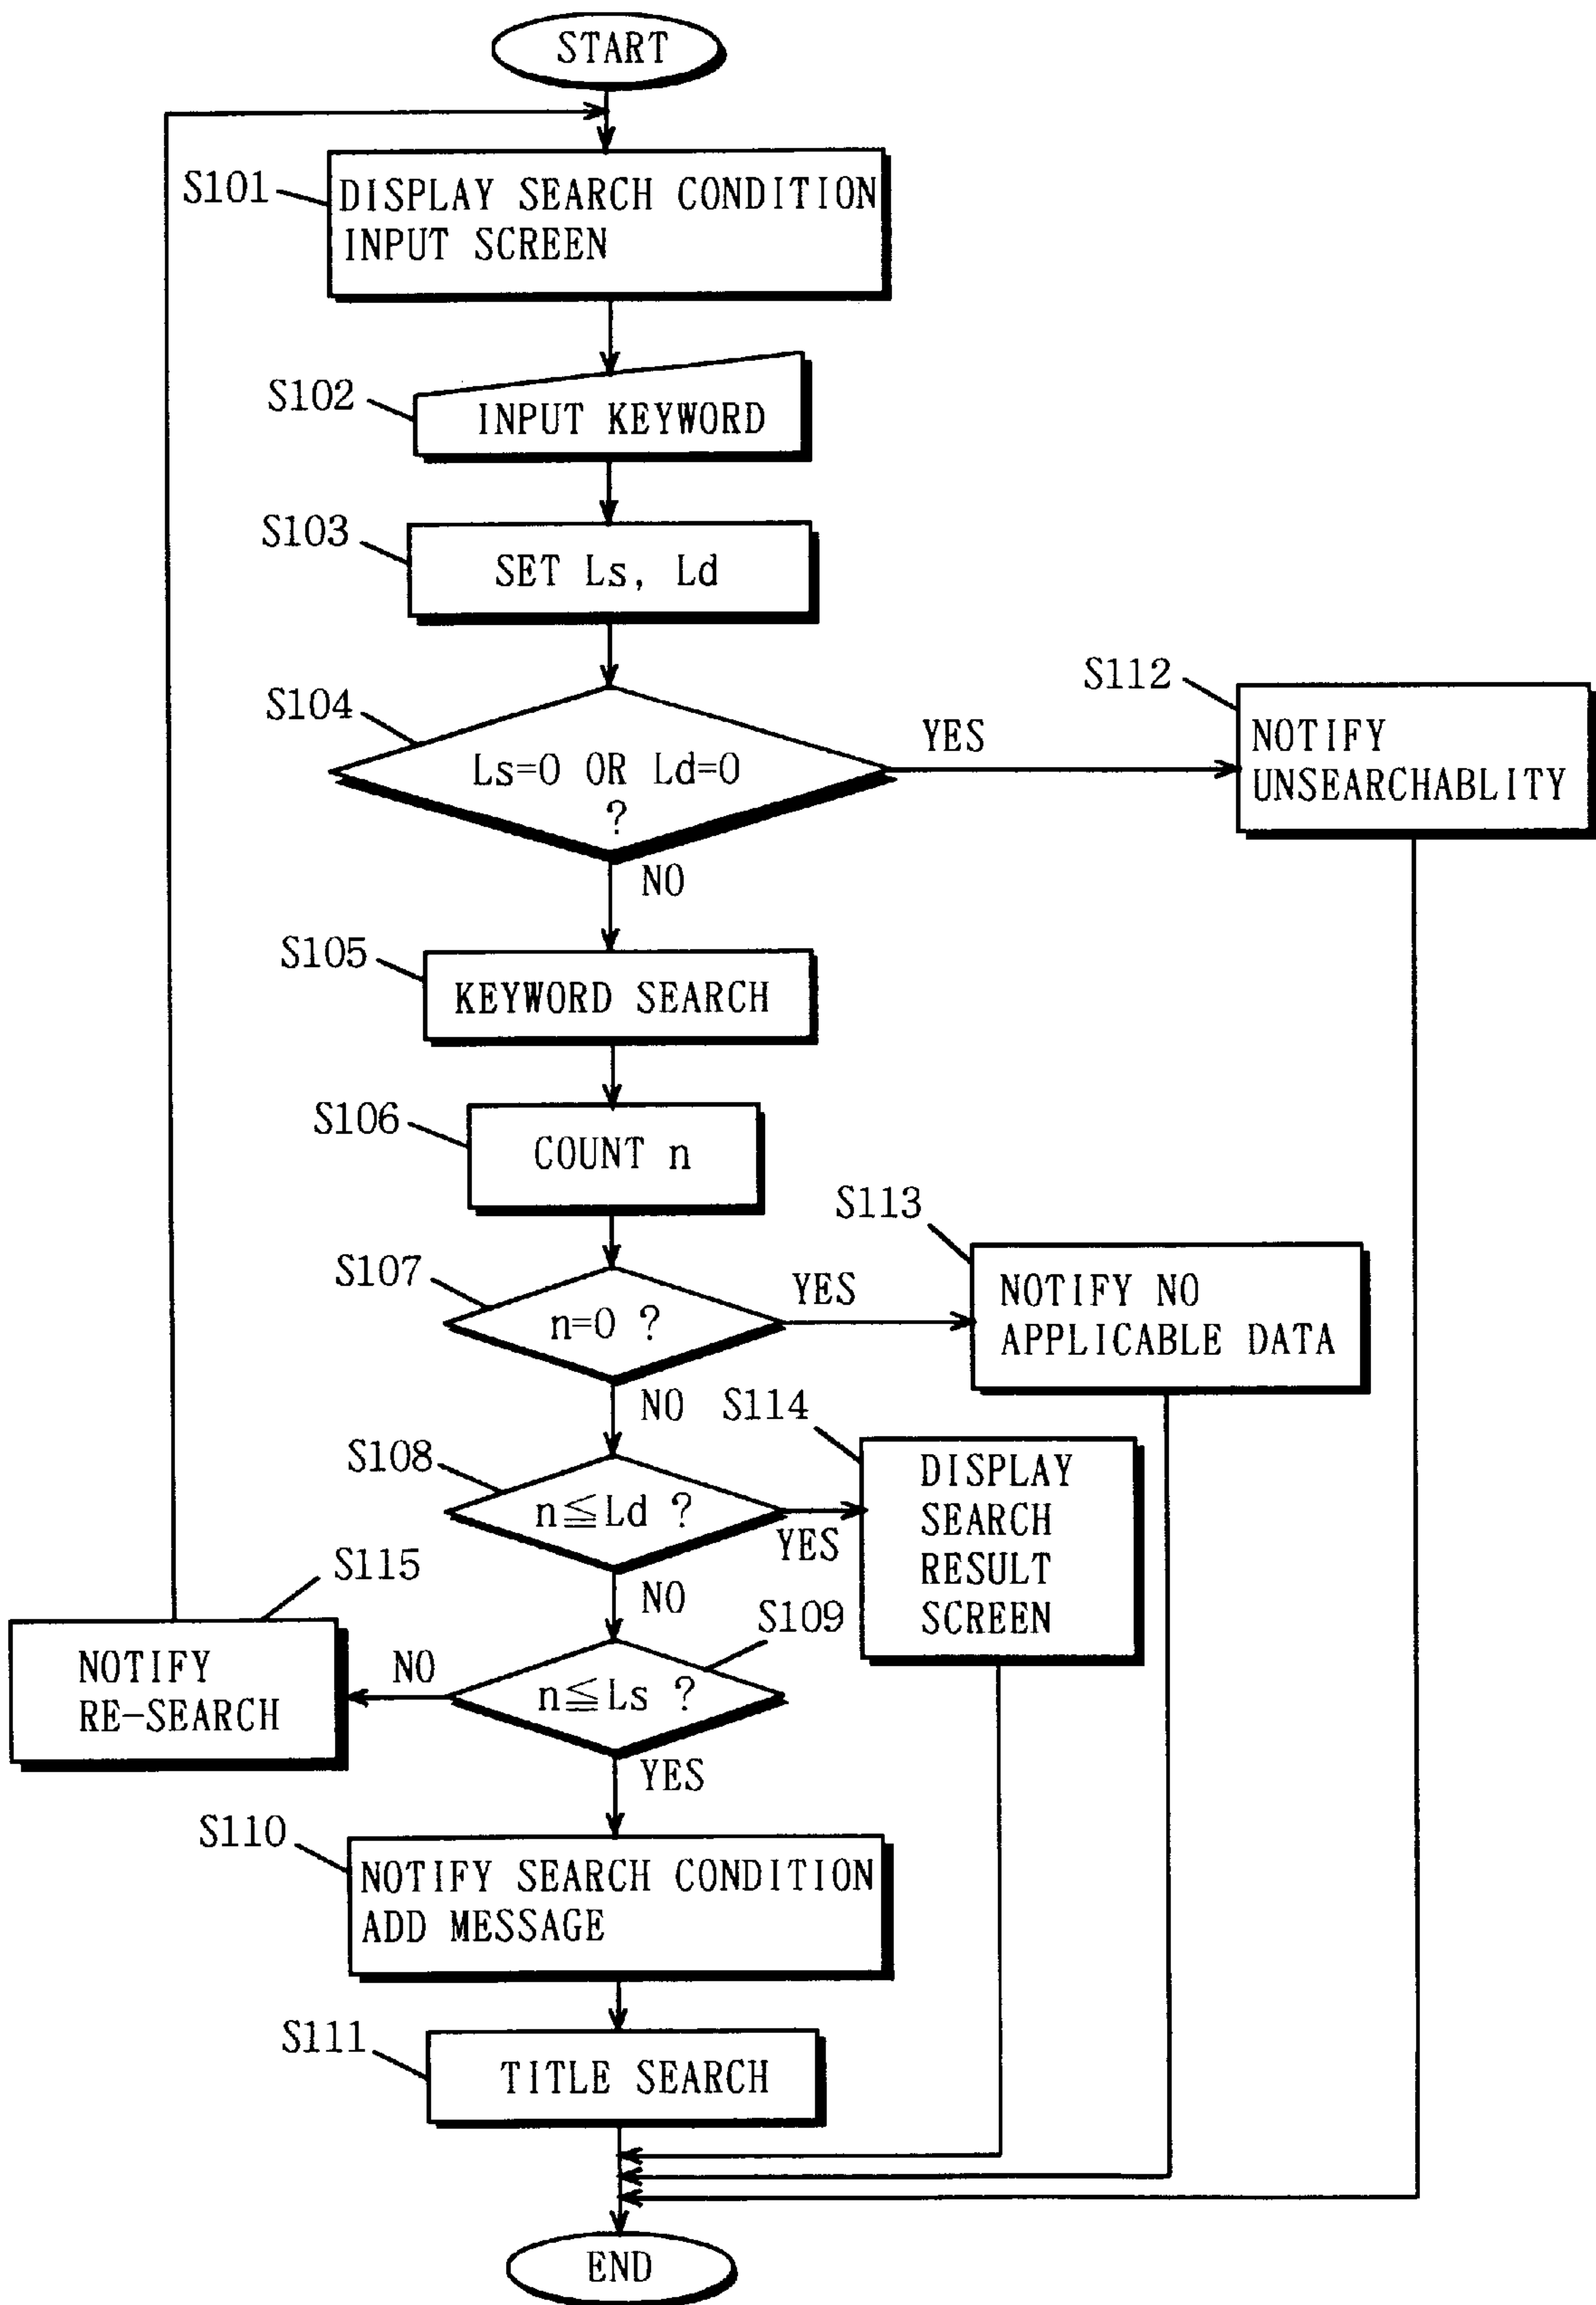 START
S101
DISPLAY SEARCH CONDITION
INPUT SCREEN
S102
INPUT KEYWORD
S103
SET Ls, Ld
S104
Ls=0 OR Ld=0
?
YES
NO
S112
NOTIFY
UNSEARCHABLITY
S105
KEYWORD SEARCH
S106
COUNT n
S107
n=0 ?
YES
NO
S113
NOTIFY NO
APPLICABLE DATA
S108
n≦Ld ?
YES
NO
S114
DISPLAY
SEARCH
RESULT
SCREEN
S109
n≦Ls ?
NO
YES
S115
NOTIFY
RE-SEARCH
S110
NOTIFY SEARCH CONDITION
ADD MESSAGE
S111
TITLE SEARCH
END